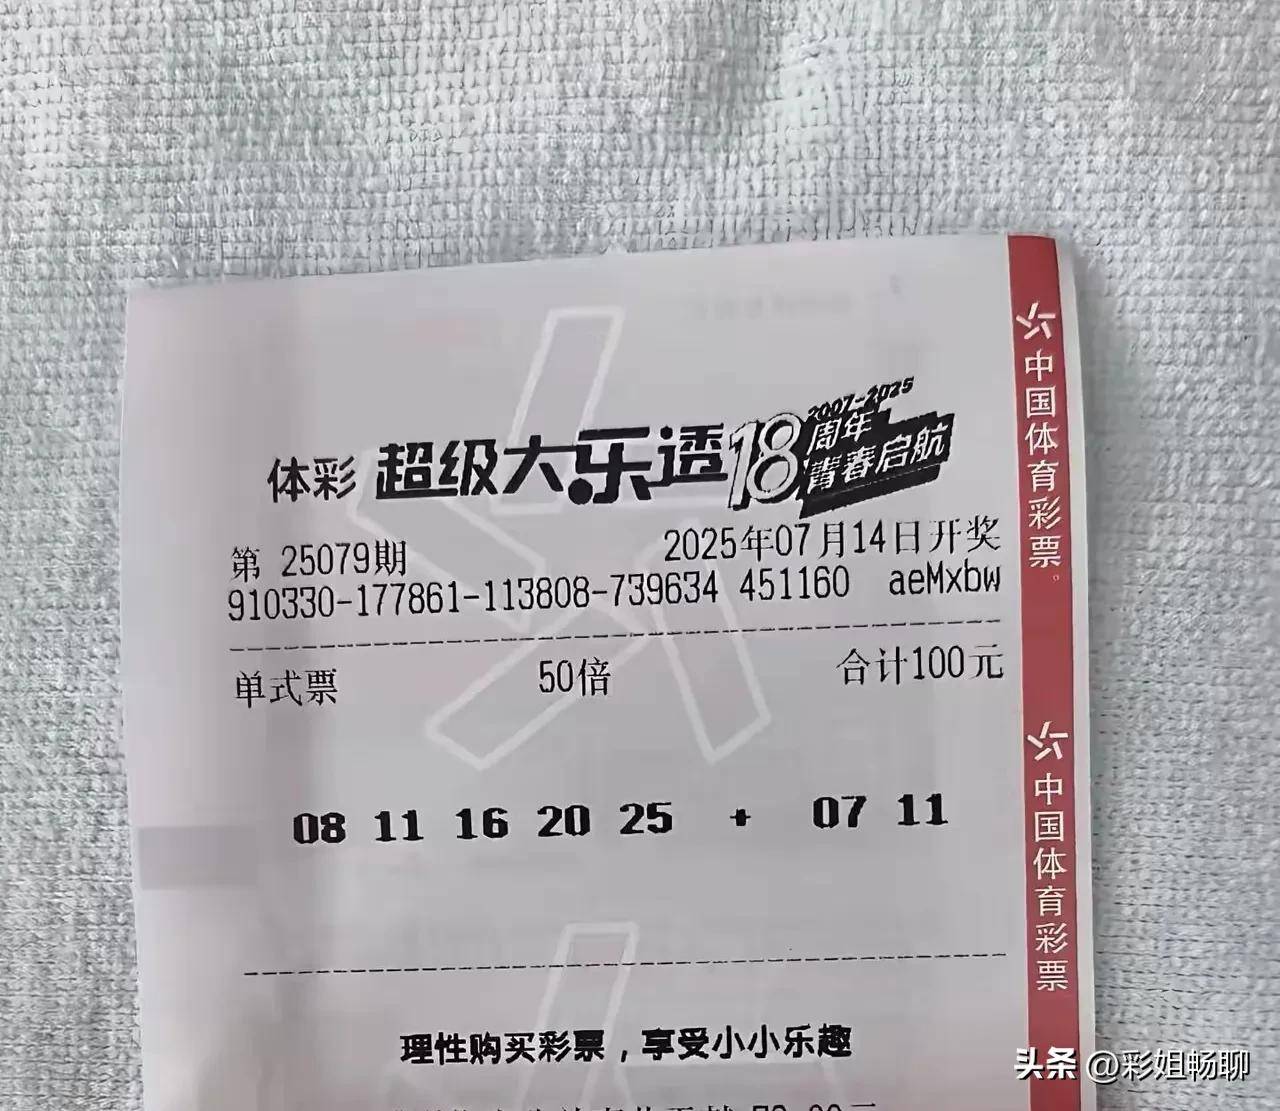 体彩 超级大乐透 18周年 2007-2025 青春启航
第 25079期 2025年07月14日开奖
910330-177861-113808-739634 451160 aeMxbw
单式票 50倍 合计100元
08 11 16 20 25 + 07 11
理性购买彩票，享受小小乐趣
中国体育彩票
中国体育彩票
头条 @彩姐畅聊